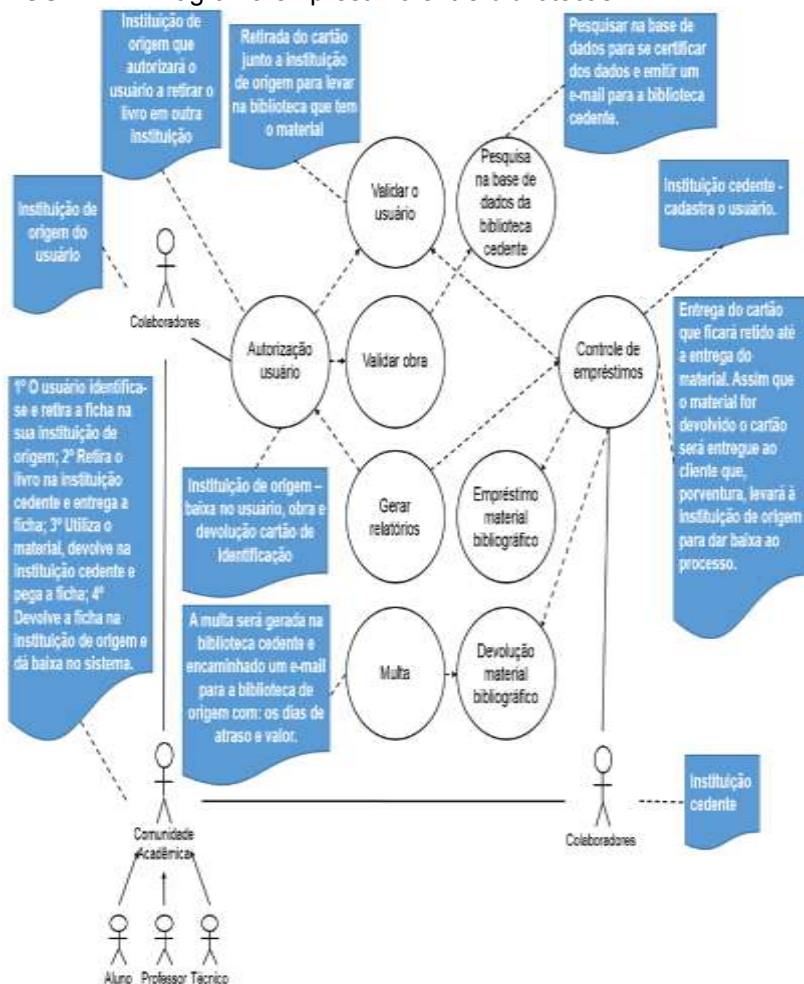 Instituição de
origem que
autorizará o
usuário a retirar o
livro em outra
Instituição
Retirada do cartão
junto a instituição
de origem para levar
na biblioteca que tem
o material
Pesquisar na base de
dados para se certificar
dos dados e emitir um
e-mail para a biblioteca
cedente.
Instituição de
origem do
usuário
Validar o
usuário
Pesquisa
na base de
dados da
biblioteca
cedente
Instituição cedente -
cadastra o usuário.
Colaboradores
Autorização
usuário
Validar obra
Controle de
empréstimos
Entrega do cartão
que ficará retido até
a entrega do
material. Assim que
o material for
devolvido o cartão
será entregue ao
cliente que,
porventura, levará à
instituição de origem
para dar baixa ao
processo.
1º O usuário identifica-
se e retira a ficha na
sua instituição de
origem; 2º Retira o
livro na instituição
cedente e entrega a
ficha; 3º Utiliza o
material, devolve na
instituição cedente e
pega a ficha; 4º
Devolve a ficha na
instituição de origem e
dá baixa no sistema.
Instituição de origem –
baixa no usuário, obra e
devolução cartão de
Identificação
Gerar
relatórios
Empréstimo
material
bibliográfico
A multa será gerada na
biblioteca cedente e
encaminhado um e-mail
para a biblioteca de
origem com: os dias de
atraso e valor.
Multa
Devolução
material
bibliográfico
Comunidade
Acadêmica
Colaboradores
Instituição
cedente
Aluno
Professor
Técnico